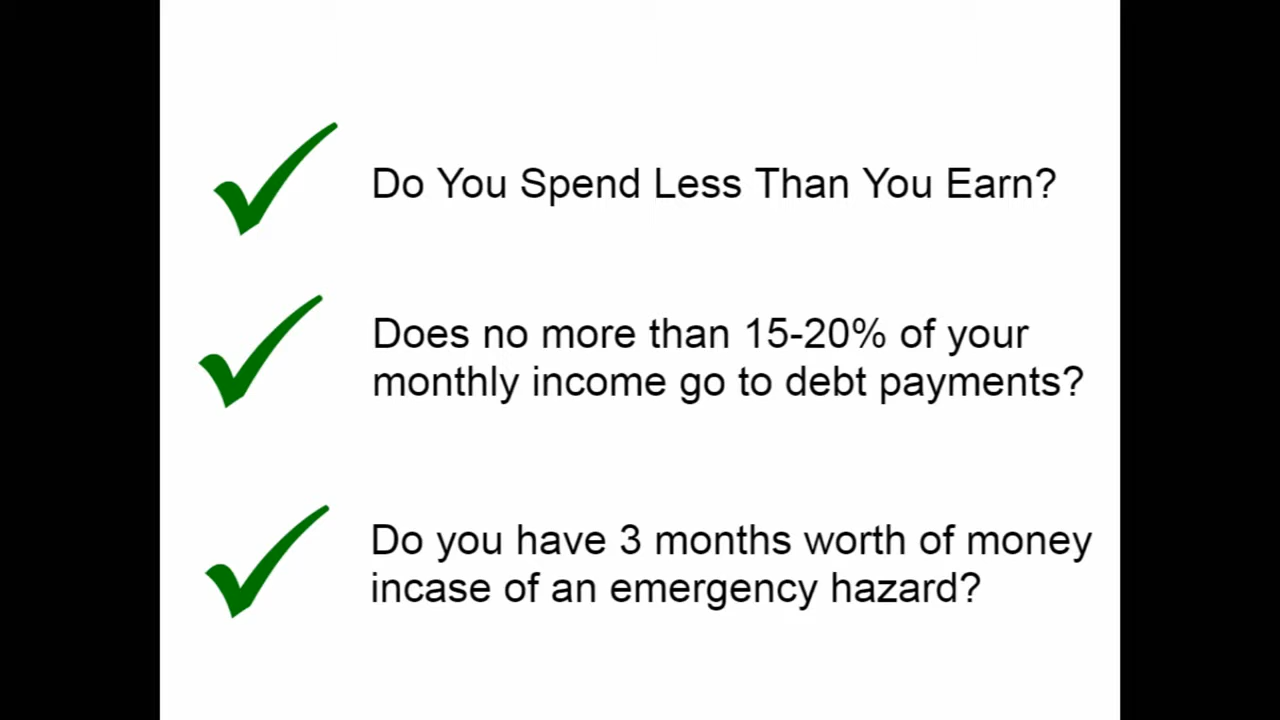 Do You Spend Less Than You Earn?
Does no more than 15-20% of your
monthly income go to debt payments?
Do you have 3 months worth of money
incase of an emergency hazard?